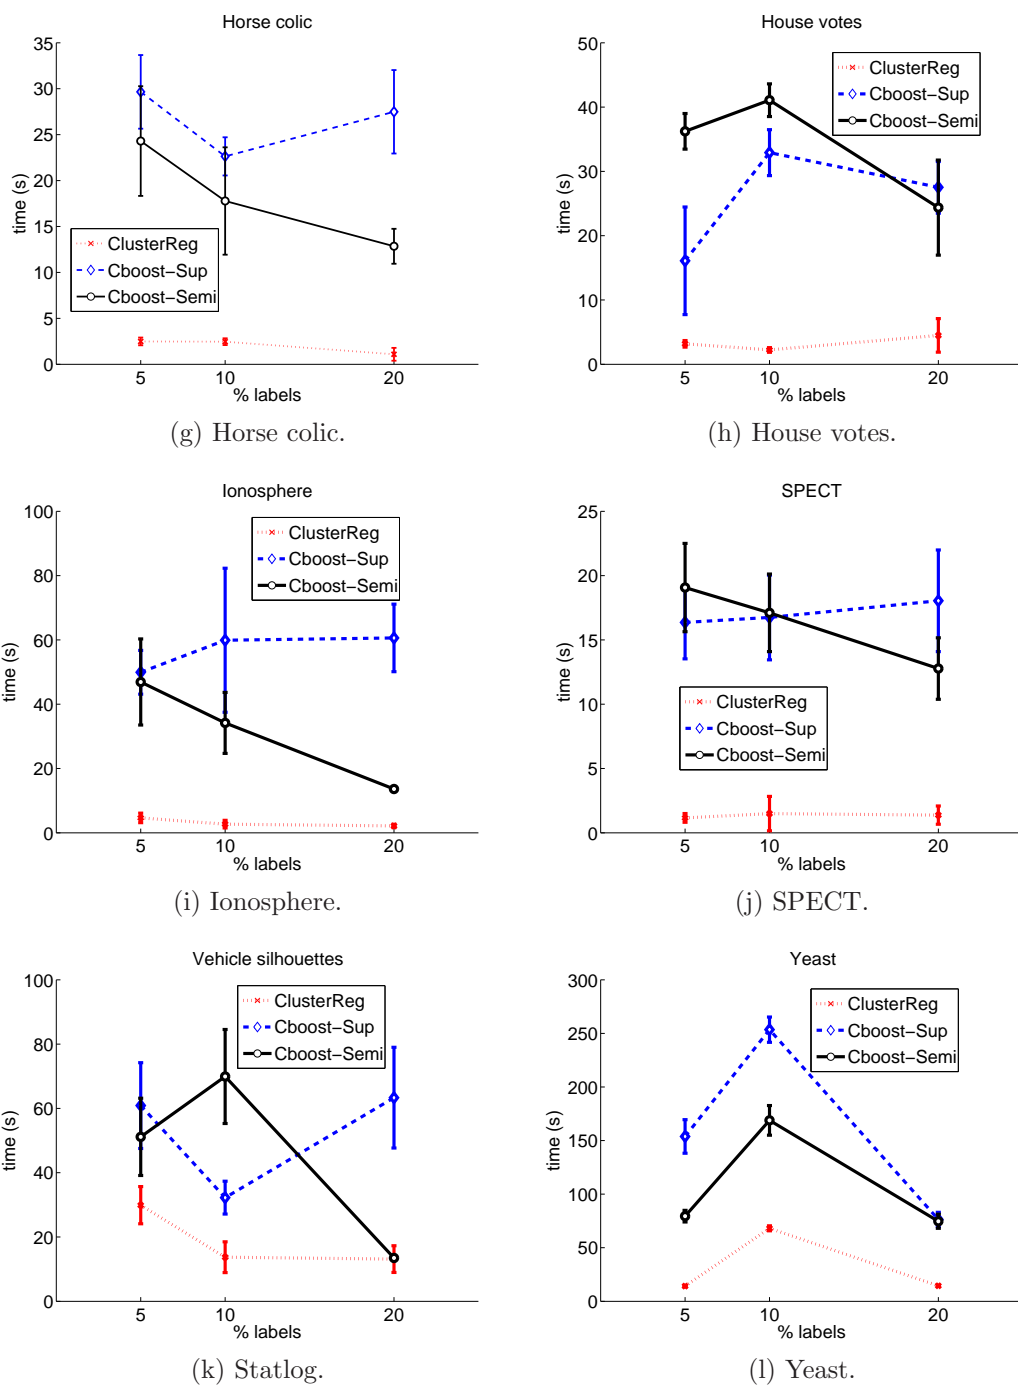 Horse colic
35
30
25
20
15
10
5
0
time (s)
ClusterReg
Cboost-Sup
Cboost-Semi
5 10 20
% labels
(g) Horse colic.
House votes
50
40
30
20
10
0
time (s)
ClusterReg
Cboost-Sup
Cboost-Semi
5 10 20
% labels
(h) House votes.
Ionosphere
100
80
60
40
20
0
time (s)
ClusterReg
Cboost-Sup
Cboost-Semi
5 10 20
% labels
(i) Ionosphere.
SPECT
25
20
15
10
5
0
time (s)
ClusterReg
Cboost-Sup
Cboost-Semi
5 10 20
% labels
(j) SPECT.
Vehicle silhouettes
100
80
60
40
20
0
time (s)
ClusterReg
Cboost-Sup
Cboost-Semi
5 10 20
% labels
(k) Statlog.
Yeast
300
250
200
150
100
50
0
time (s)
ClusterReg
Cboost-Sup
Cboost-Semi
5 10 20
% labels
(l) Yeast.